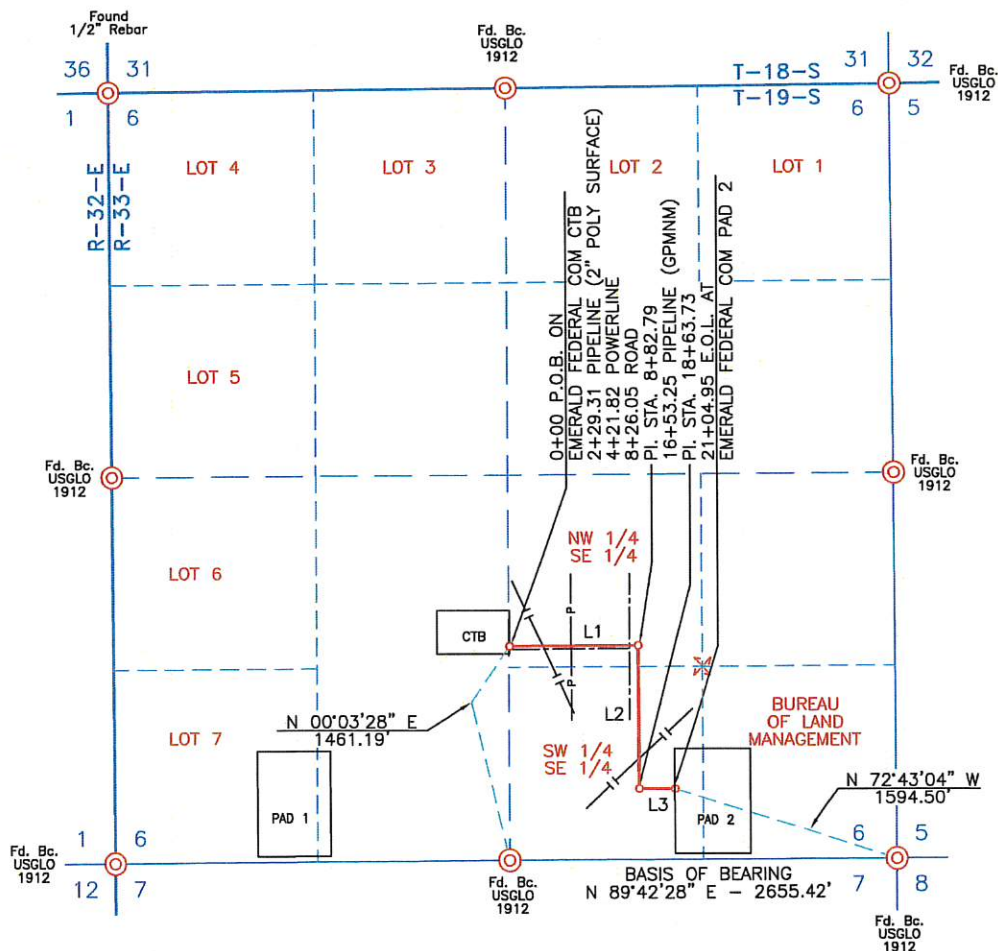 Found
1/2" Rebar
36
31
1
6
Fd. Bc.
USGLO
1912
31
32
T-18-S
T-19-S
6
5
Fd. Bc.
USGLO
1912
R-32-E
R-33-E
LOT 4
LOT 3
LOT 2
LOT 1
0+00 P.O.B. ON
EMERALD FEDERAL COM CTB
2+29.31 PIPELINE (2" POLY SURFACE)
4+21.82 POWERLINE
8+26.05 ROAD
PI. STA. 8+82.79
16+53.25 PIPELINE (GPMNM)
PI. STA. 18+63.73
21+04.95 E.O.L. AT
EMERALD FEDERAL COM PAD 2
LOT 5
Fd. Bc.
USGLO
1912
Fd. Bc.
USGLO
1912
NW 1/4
SE 1/4
LOT 6
P
CTB
L1
P
L2
N 00°03'28" E
1461.19'
LOT 7
SW 1/4
SE 1/4
BUREAU
OF LAND
MANAGEMENT
PAD 1
L3
PAD 2
N 72°43'04" W
1594.50'
1
6
Fd. Bc.
USGLO
1912
12
7
Fd. Bc.
USGLO
1912
BASIS OF BEARING
N 89°42'28" E - 2655.42'
6
5
7
8
Fd. Bc.
USGLO
1912